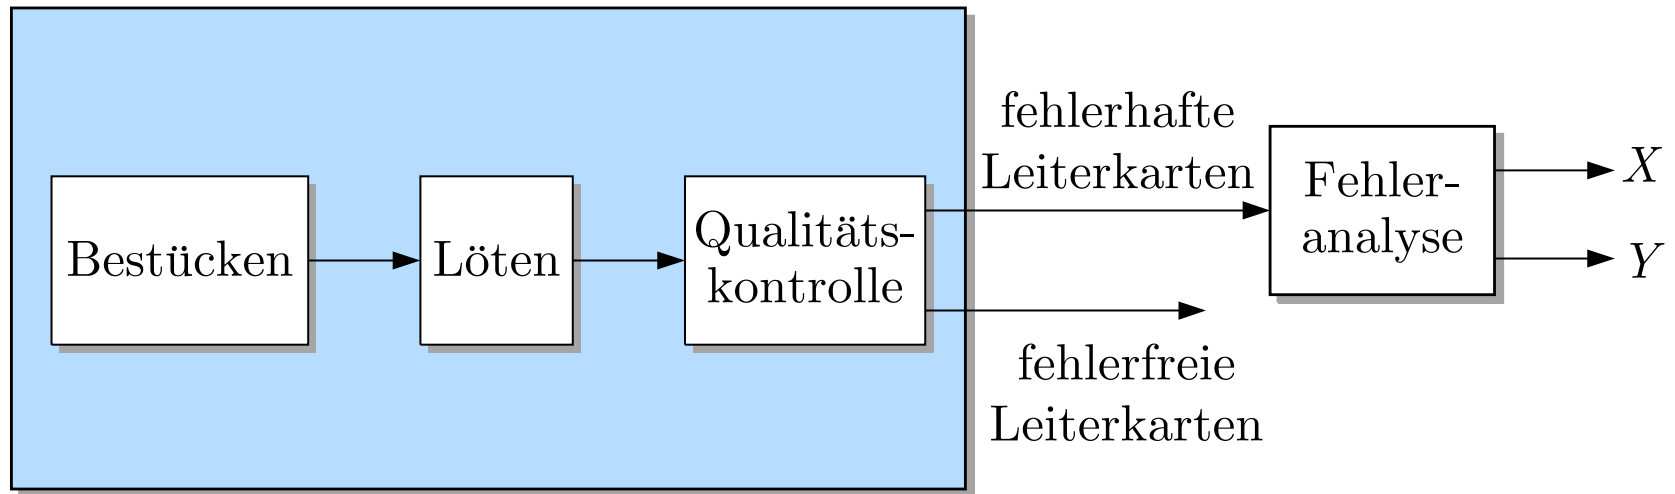 Bestücken
Löten
Qualitäts-
kontrolle
fehlerhafte
Leiterkarten
fehlerfreie
Leiterkarten
Fehler-
analyse
X
Y